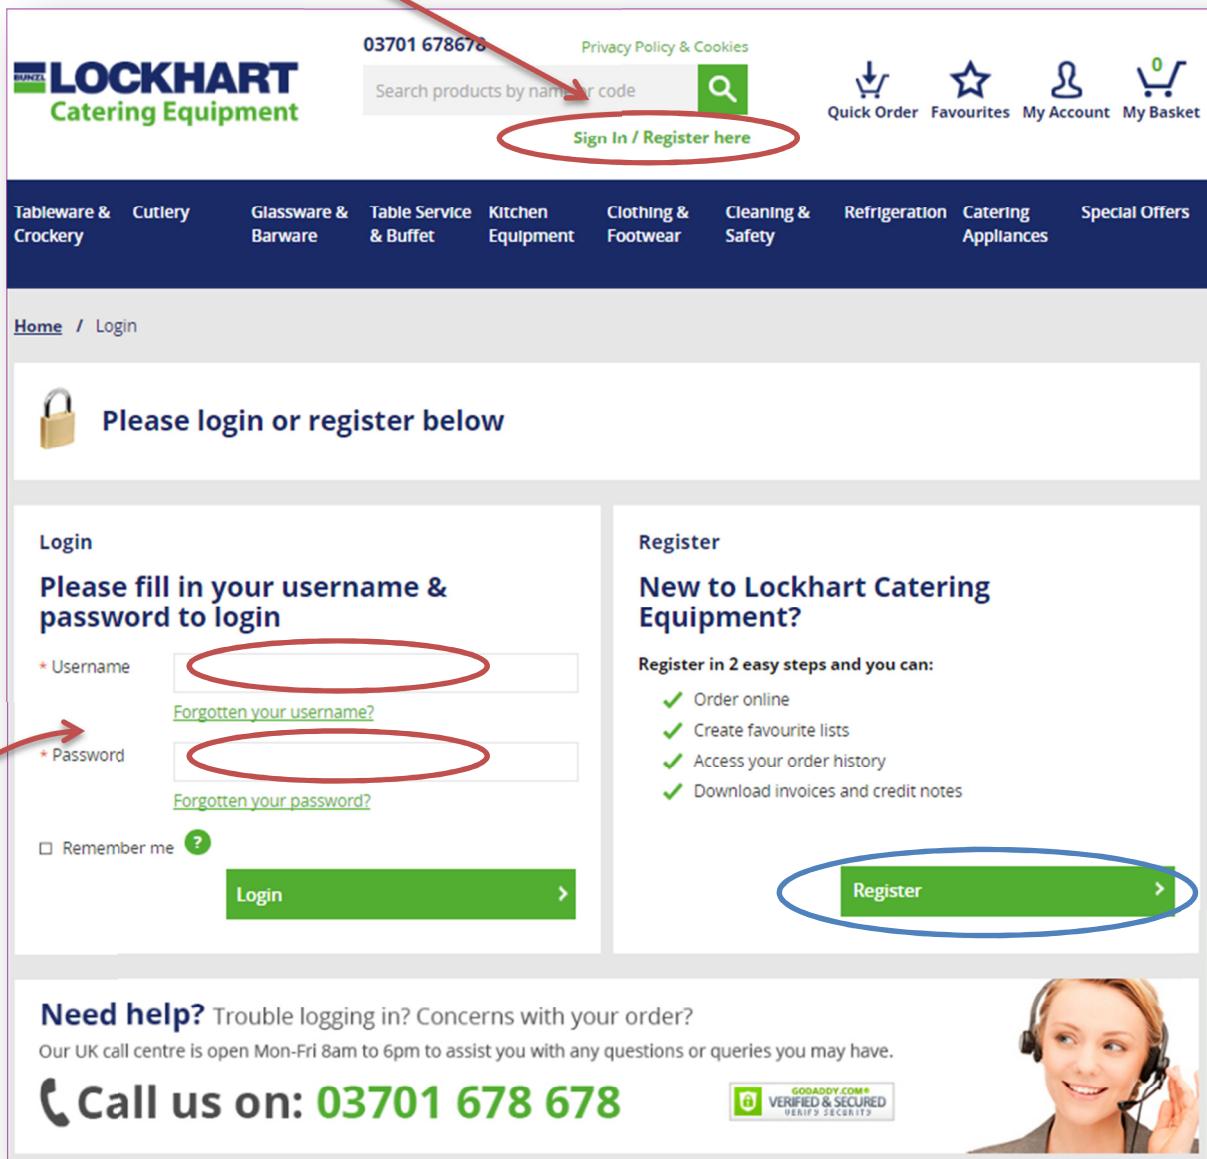 03701 678678
Privacy Policy & Cookies
BUNZL LOCKHART
Catering Equipment
Search products by name or code
0
Quick Order Favourites My Account My Basket
Sign In / Register here
Tableware & Crockery
Cutlery
Glassware & Barware
Table Service & Buffet
Kitchen Equipment
Clothing & Footwear
Cleaning & Safety
Refrigeration
Catering Appliances
Special Offers
Home / Login
Please login or register below
Login
Please fill in your username &
password to login
* Username
Forgotten your username?
* Password
Forgotten your password?
Remember me ?
Login
Register
New to Lockhart Catering
Equipment?
Register in 2 easy steps and you can:
Order online
Create favourite lists
Access your order history
Download invoices and credit notes
Register
Need help? Trouble logging in? Concerns with your order?
Our UK call centre is open Mon-Fri 8am to 6pm to assist you with any questions or queries you may have.
Call us on: 03701 678 678
GODADDY.COM®
VERIFIED & SECURED
VERIFY SECURITY